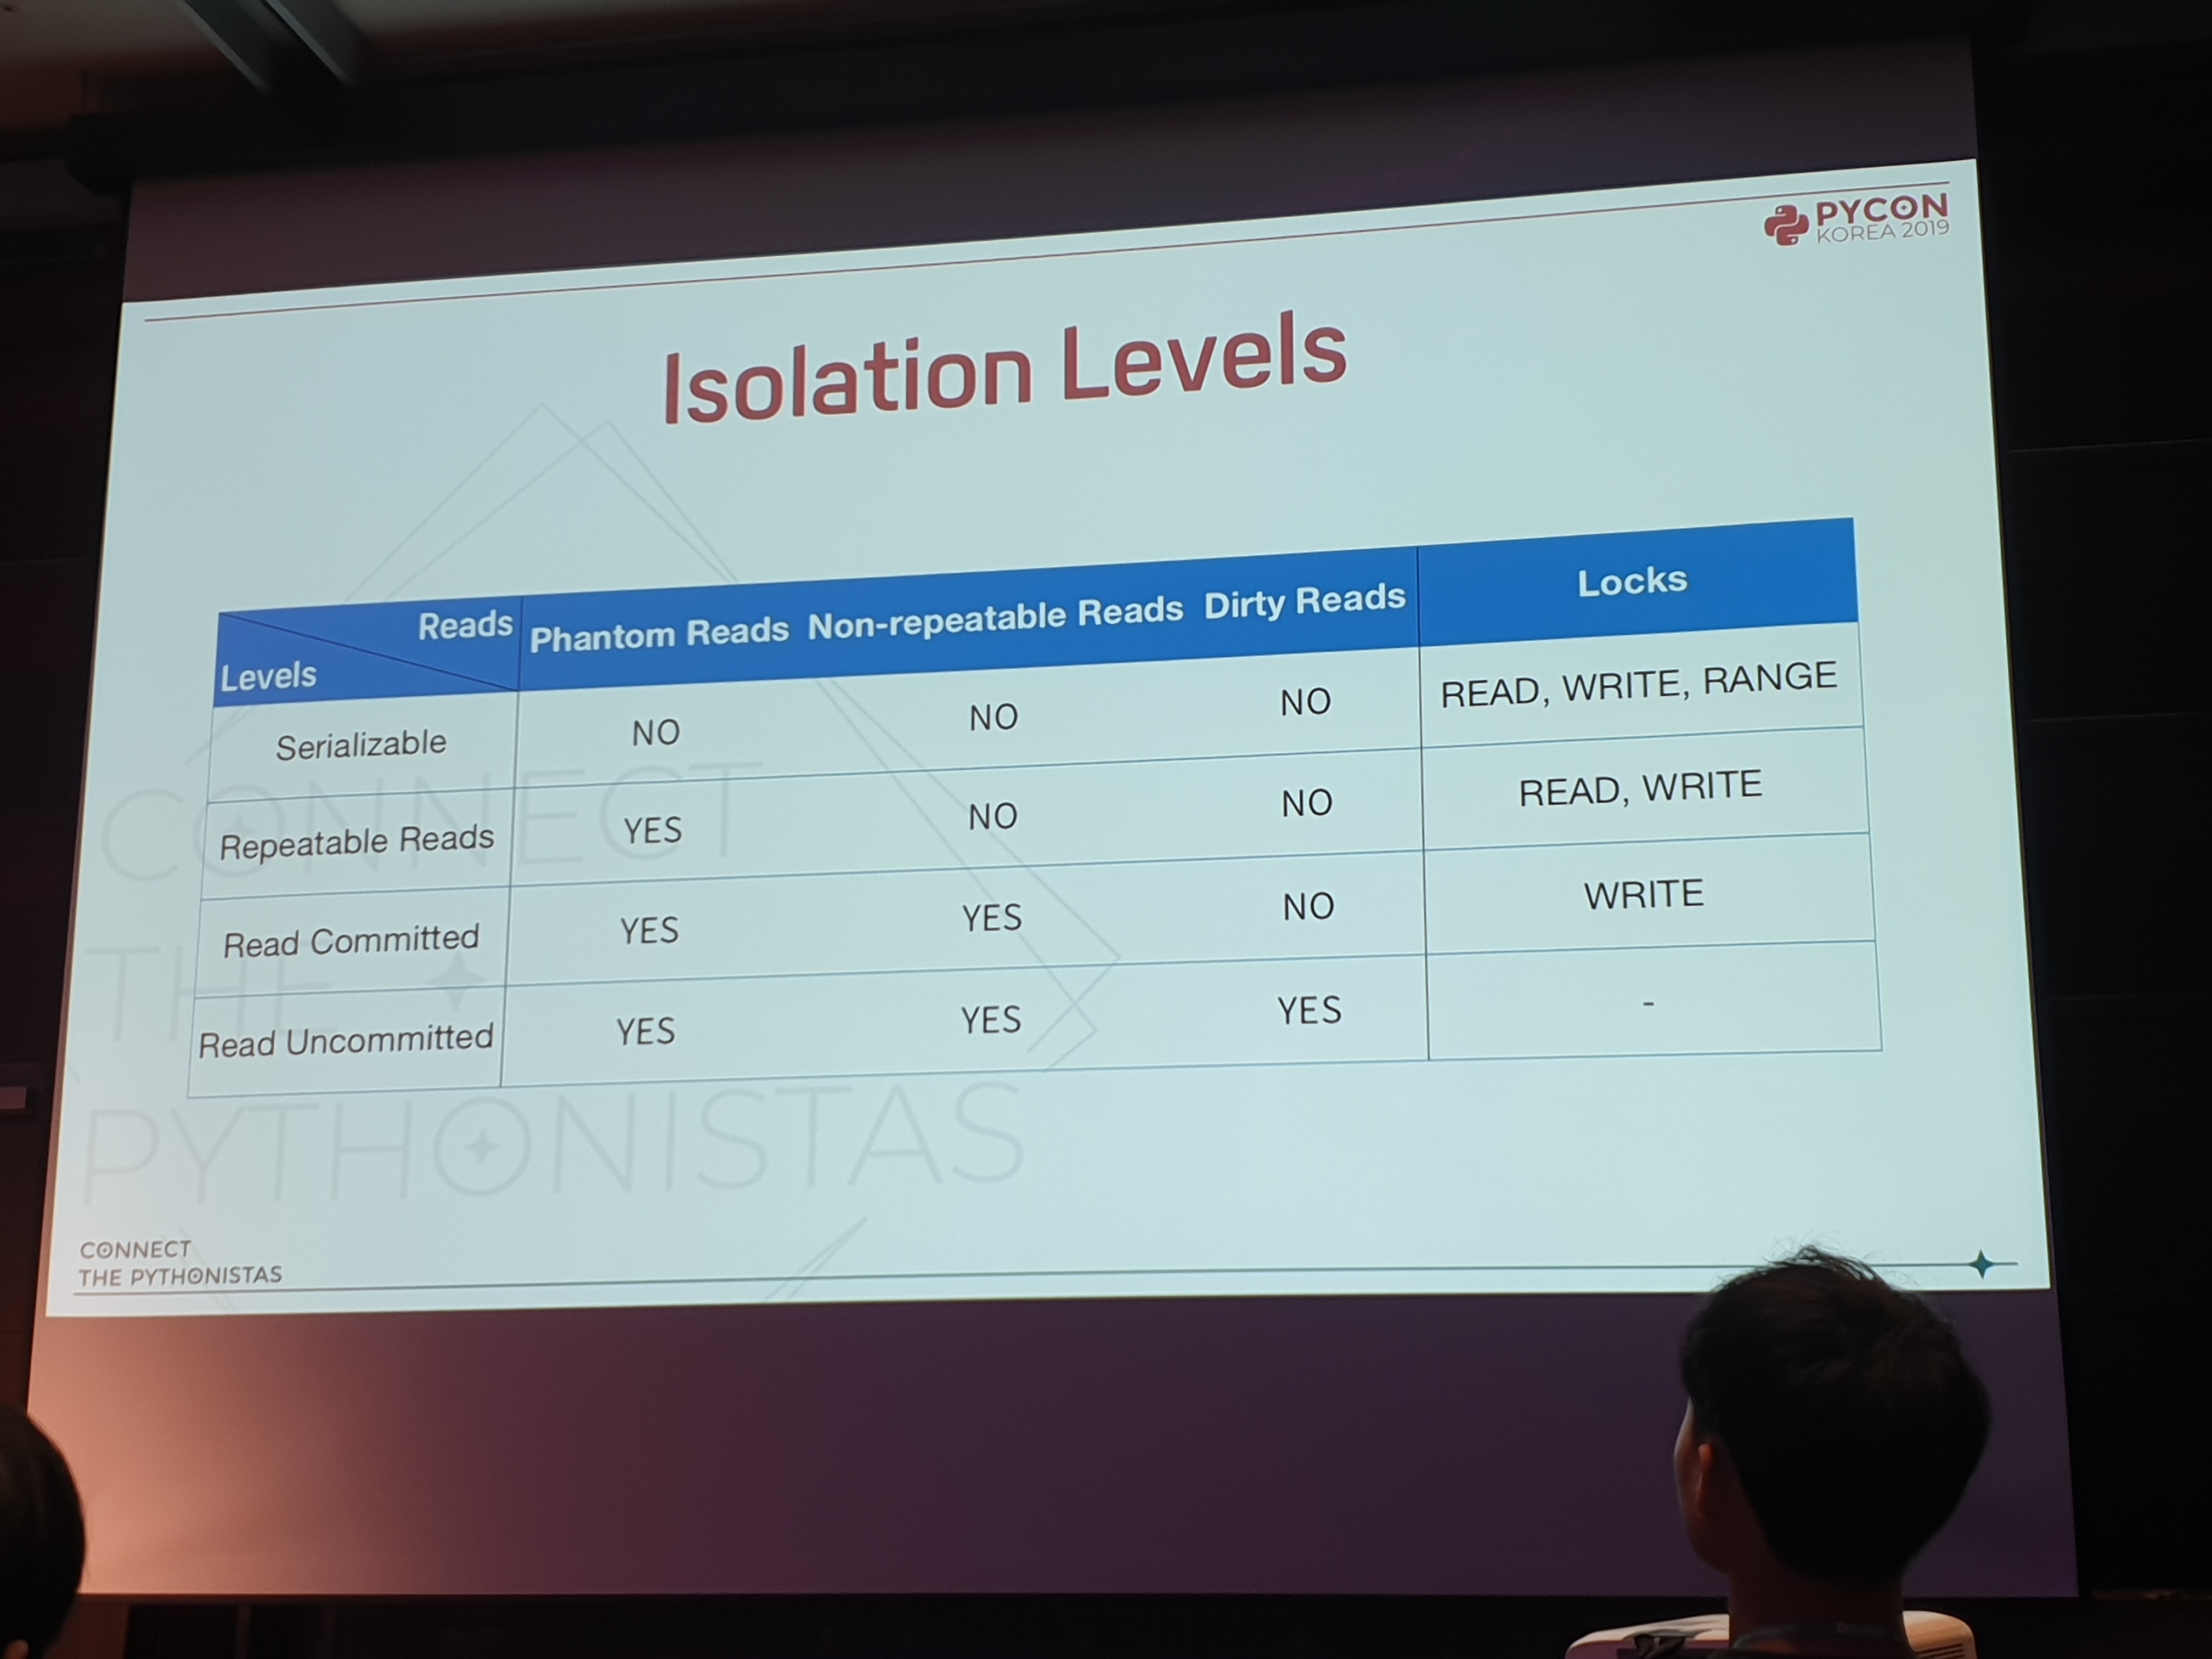 PYCON
KOREA 2019
Isolation Levels
Reads
Levels
Phantom Reads Non-repeatable Reads Dirty Reads Locks
Serializable NO NO NO READ, WRITE, RANGE
Repeatable Reads YES NO NO READ, WRITE
Read Committed YES YES NO WRITE
Read Uncommitted YES YES YES -
CONNECT
THE
PYTHONISTAS
CONNECT
THE PYTHONISTAS